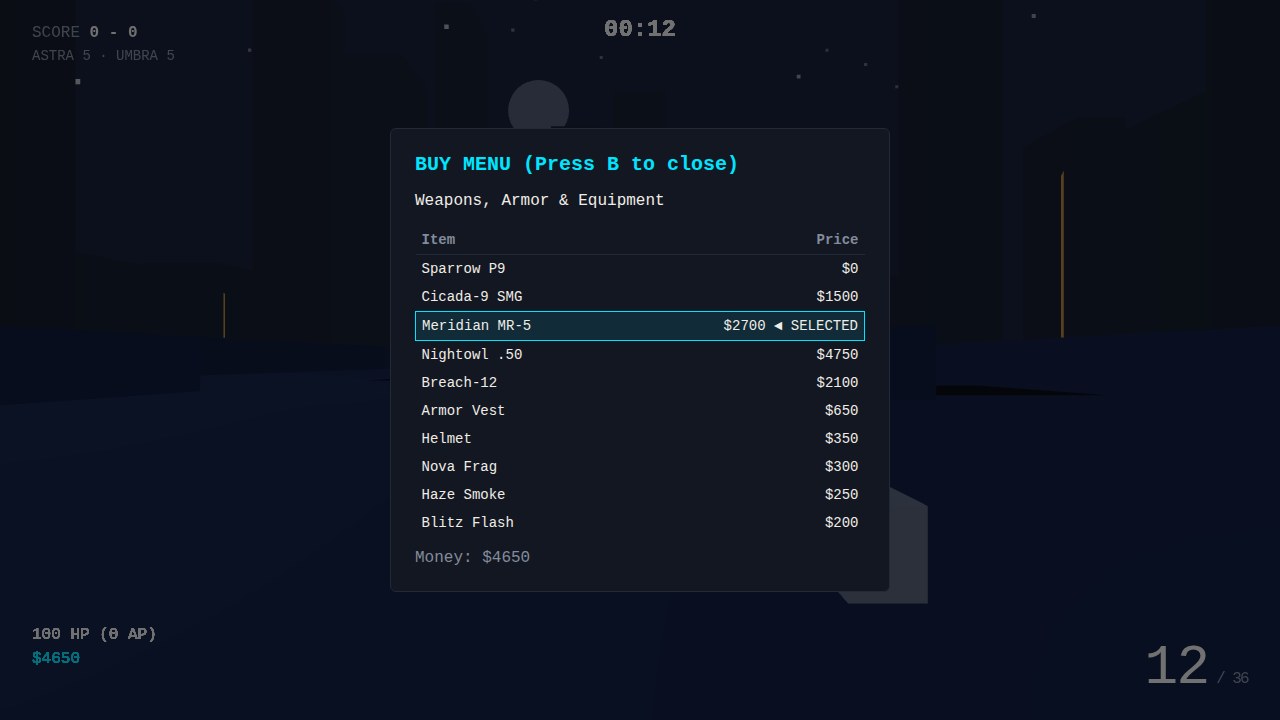 SCORE 0 - 0
ASTRA 5 · UMBRA 5
00:12
BUY MENU (Press B to close)
Weapons, Armor & Equipment
Item Price
Sparrow P9 $0
Cicada-9 SMG $1500
Meridian MR-5 $2700 ◄ SELECTED
Nightowl .50 $4750
Breach-12 $2100
Armor Vest $650
Helmet $350
Nova Frag $300
Haze Smoke $250
Blitz Flash $200
Money: $4650
100 HP (0 AP)
$4650
12 / 36